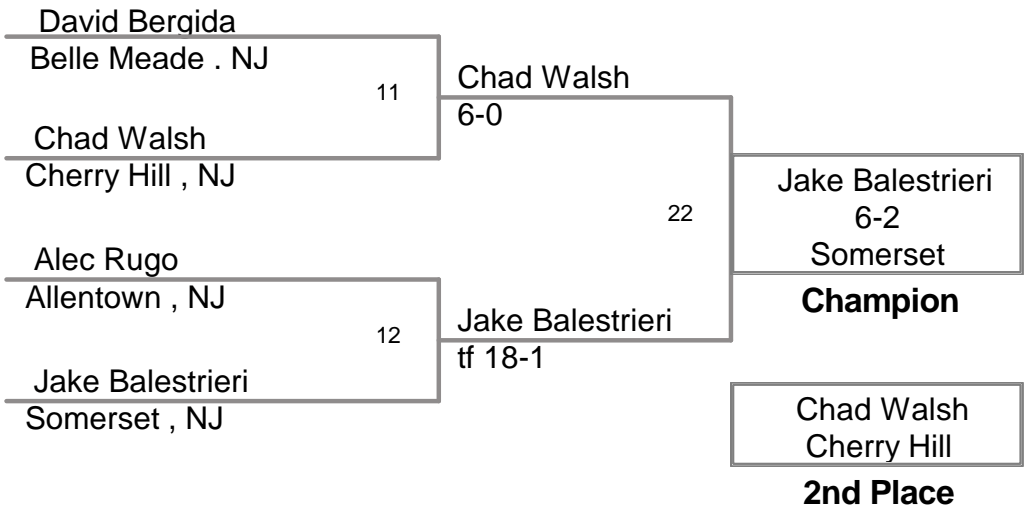 David Bergida
Belle Meade . NJ
11
Chad Walsh
6-0
Chad Walsh
Cherry Hill , NJ
22
Jake Balestrieri
6-2
Somerset
Champion
Alec Rugo
Allentown , NJ
12
Jake Balestrieri
tf 18-1
Jake Balestrieri
Somerset , NJ
Chad Walsh
Cherry Hill
2nd Place